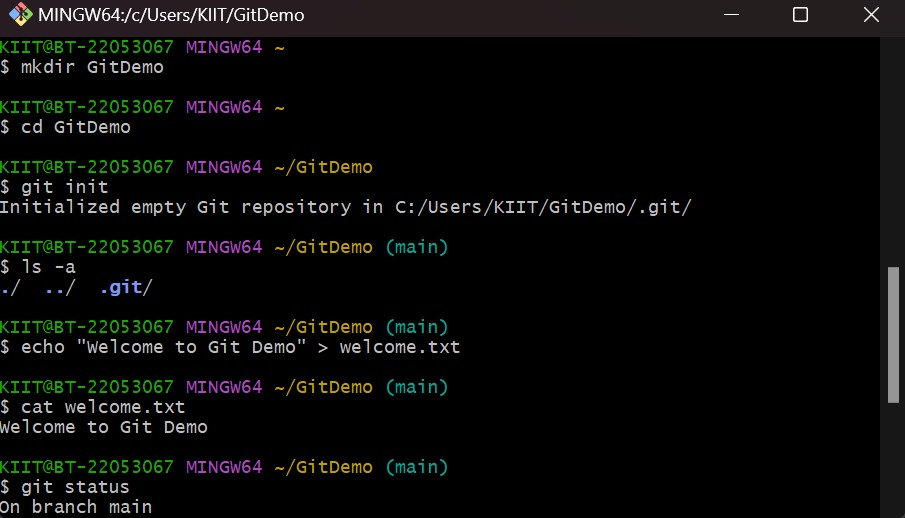 MINGW64:/c/Users/KIIT/GitDemo
KIIT@BT-22053067 MINGW64 ~
$ mkdir GitDemo
KIIT@BT-22053067 MINGW64 ~
$ cd GitDemo
KIIT@BT-22053067 MINGW64 ~/GitDemo
$ git init
Initialized empty Git repository in C:/Users/KIIT/GitDemo/.git/
KIIT@BT-22053067 MINGW64 ~/GitDemo (main)
$ ls -a
./  ../  .git/
KIIT@BT-22053067 MINGW64 ~/GitDemo (main)
$ echo "Welcome to Git Demo" > welcome.txt
KIIT@BT-22053067 MINGW64 ~/GitDemo (main)
$ cat welcome.txt
Welcome to Git Demo
KIIT@BT-22053067 MINGW64 ~/GitDemo (main)
$ git status
On branch main